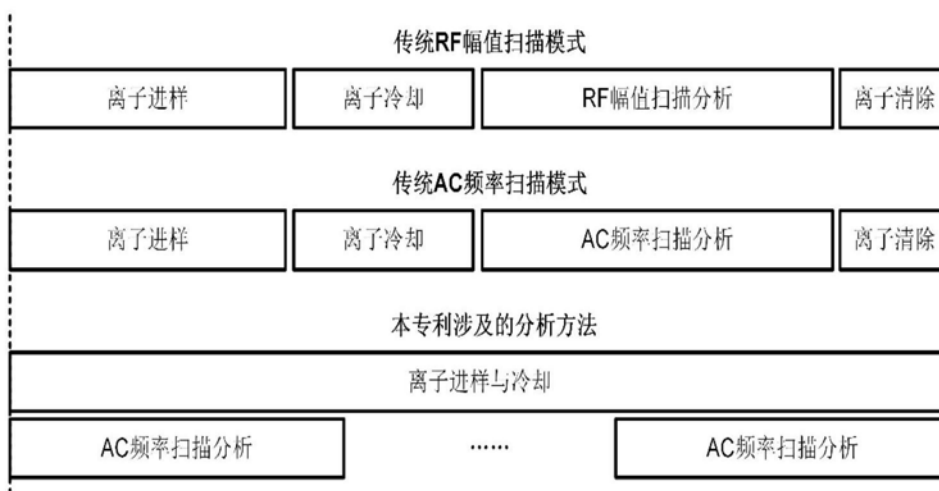 传统RF幅值扫描模式
离子进样 离子冷却 RF幅值扫描分析 离子清除
传统AC频率扫描模式
离子进样 离子冷却 AC频率扫描分析 离子清除
本专利涉及的分析方法
离子进样与冷却
AC频率扫描分析 …… AC频率扫描分析